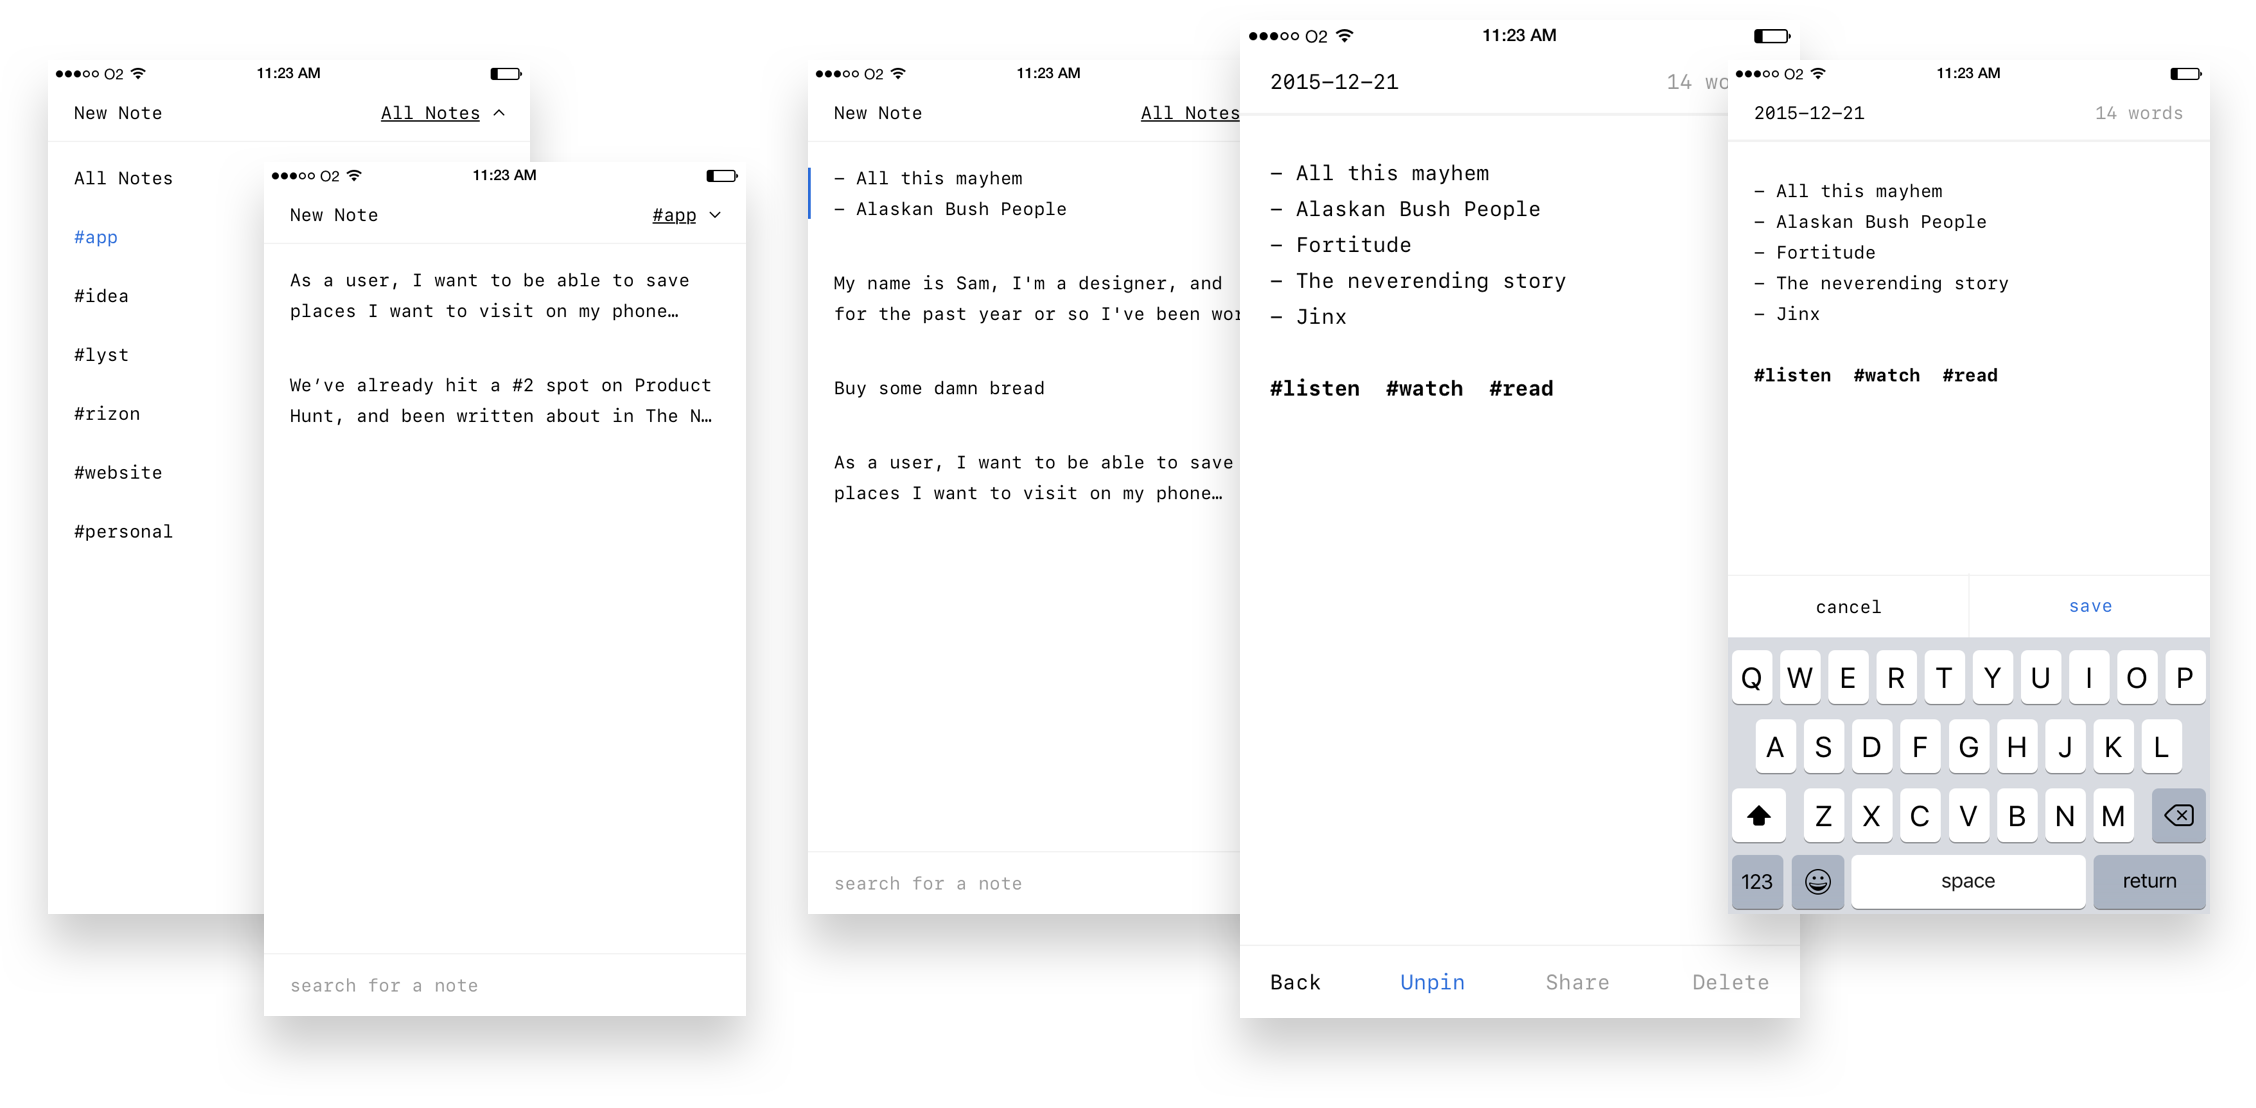 O2 11:23 AM
New Note All Notes
All Notes
#app
#idea
#lyst
#rizon
#website
#personal
O2 11:23 AM
New Note #app
As a user, I want to be able to save
places I want to visit on my phone…
We’ve already hit a #2 spot on Product
Hunt, and been written about in The N…
search for a note
O2 11:23 AM
New Note All Notes
– All this mayhem
– Alaskan Bush People
My name is Sam, I'm a designer, and
for the past year or so I've been wor
Buy some damn bread
As a user, I want to be able to save
places I want to visit on my phone…
search for a note
O2 11:23 AM
2015–12–21 14 wo
– All this mayhem
– Alaskan Bush People
– Fortitude
– The neverending story
– Jinx
#listen #watch #read
Back Unpin Share Delete
O2 11:23 AM
2015–12–21 14 words
– All this mayhem
– Alaskan Bush People
– Fortitude
– The neverending story
– Jinx
#listen #watch #read
cancel save
Q W E R T Y U I O P
A S D F G H J K L
Z X C V B N M
123 space return